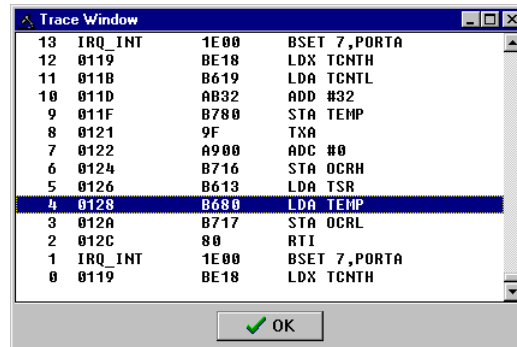 Trace Window
13 IRQ_INT 1E00 BSET 7,PORTA
12 0119 BE18 LDX TCNTH
11 011B B619 LDA TCNTL
10 011D AB32 ADD #32
9 011F B780 STA TEMP
8 0121 9F TXA
7 0122 A900 ADC #0
6 0124 B716 STA OCRH
5 0126 B613 LDA TSR
4 0128 B680 LDA TEMP
3 012A B717 STA OCRL
2 012C 80 RTI
1 IRQ_INT 1E00 BSET 7,PORTA
0 0119 BE18 LDX TCNTH
OK